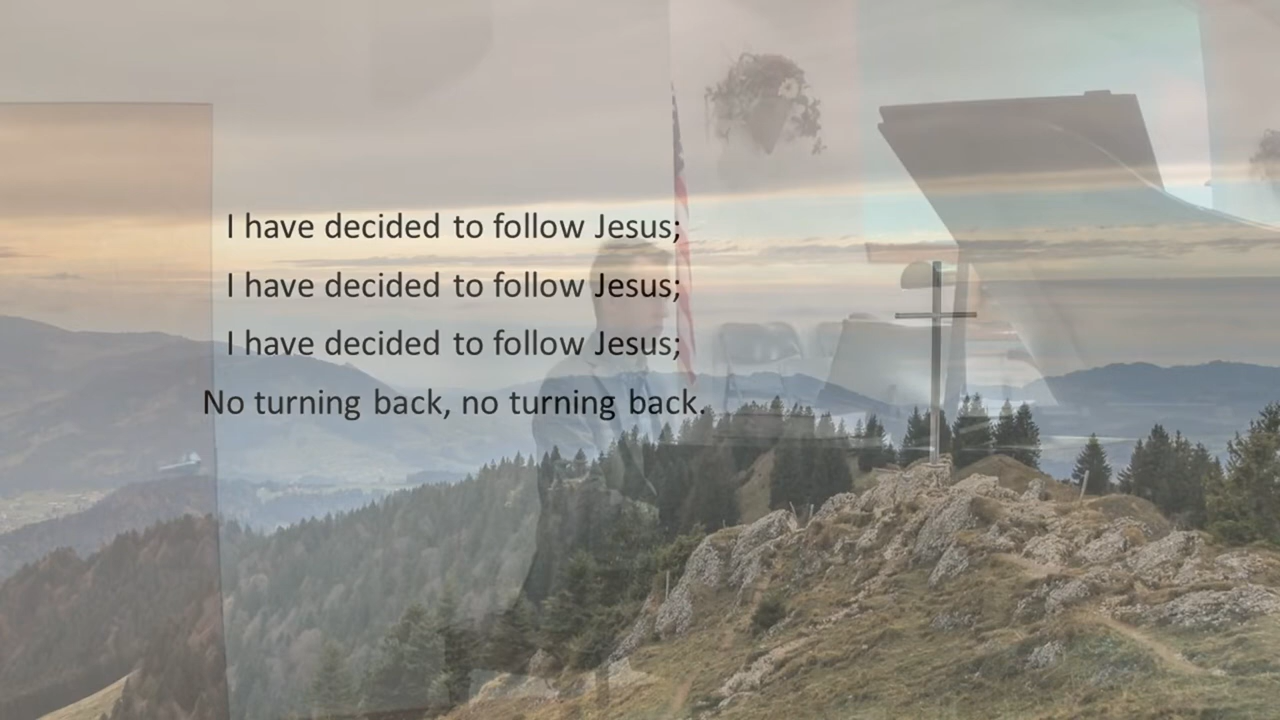 I have decided to follow Jesus;
I have decided to follow Jesus;
I have decided to follow Jesus;
No turning back, no turning back.